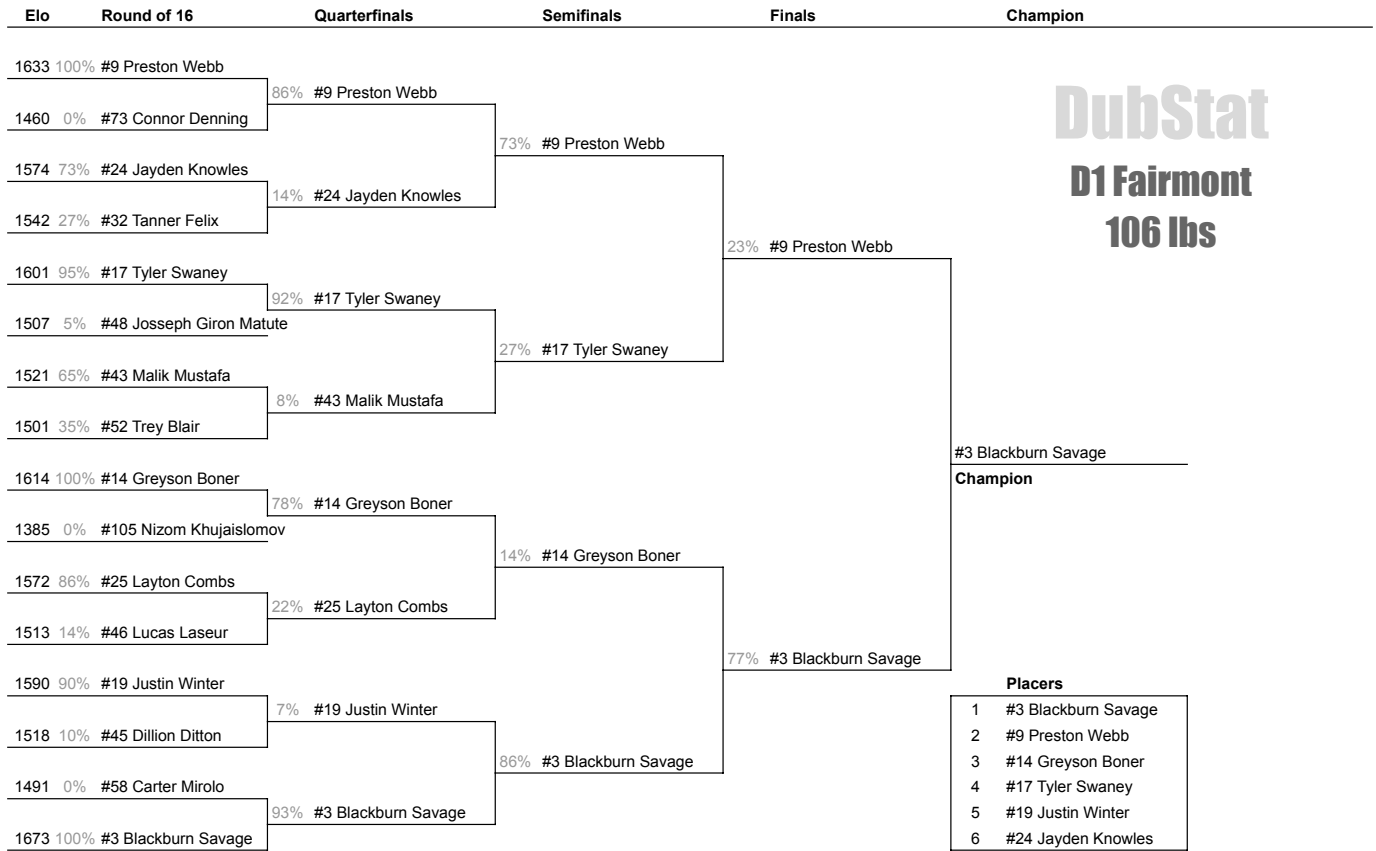 Elo Round of 16 Quarterfinals Semifinals Finals Champion
1633 100% #9 Preston Webb
86% #9 Preston Webb
1460 0% #73 Connor Denning
73% #9 Preston Webb
1574 73% #24 Jayden Knowles
14% #24 Jayden Knowles
1542 27% #32 Tanner Felix
23% #9 Preston Webb
1601 95% #17 Tyler Swaney
92% #17 Tyler Swaney
1507 5% #48 Josseph Giron Matute
27% #17 Tyler Swaney
1521 65% #43 Malik Mustafa
8% #43 Malik Mustafa
1501 35% #52 Trey Blair
#3 Blackburn Savage
Champion
1614 100% #14 Greyson Boner
78% #14 Greyson Boner
1385 0% #105 Nizom Khujaislomov
14% #14 Greyson Boner
1572 86% #25 Layton Combs
22% #25 Layton Combs
1513 14% #46 Lucas Laseur
77% #3 Blackburn Savage
1590 90% #19 Justin Winter
7% #19 Justin Winter
1518 10% #45 Dillion Ditton
86% #3 Blackburn Savage
1491 0% #58 Carter Mirolo
93% #3 Blackburn Savage
1673 100% #3 Blackburn Savage
DubStat
D1 Fairmont
106 lbs
Placers
1 #3 Blackburn Savage
2 #9 Preston Webb
3 #14 Greyson Boner
4 #17 Tyler Swaney
5 #19 Justin Winter
6 #24 Jayden Knowles